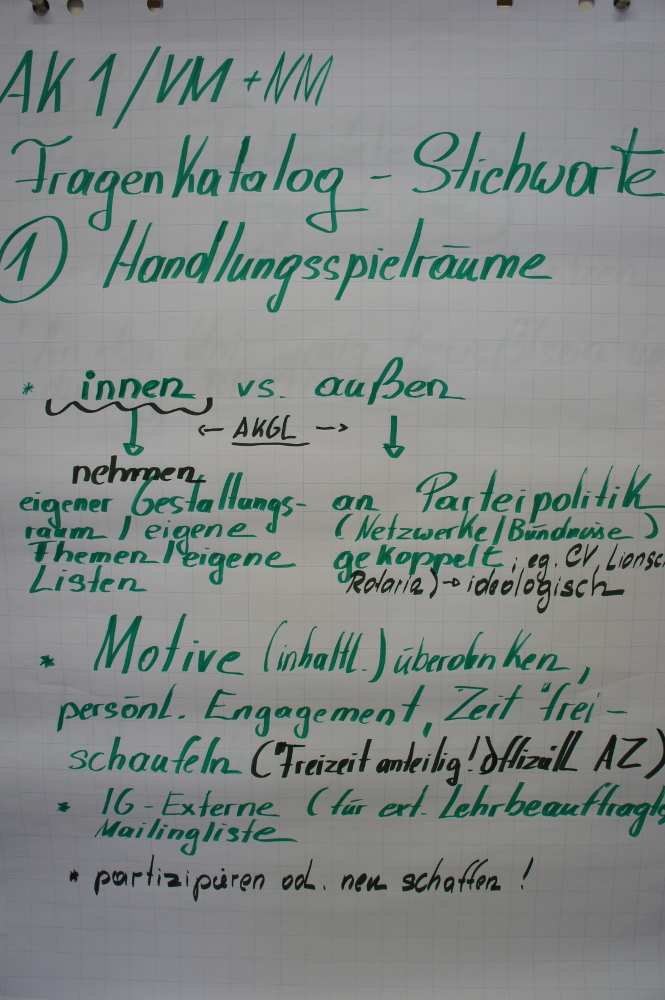 AK 1/VM + NM
Fragenkatalog - Stichworte
1 Handlungsspielräume
* innen vs. außen
← AKGL →
nehmen
eigener Gestaltungs-
raum / eigene
Themen / eigene
Listen
an Parteipolitik
(Netzwerke/Bündnisse)
gekoppelt ; eg. CV, Lionsc
Rotaria) → ideologisch
* Motive (inhaltl.) überdenken,
persönl. Engagement, Zeit "frei-
schaufeln ("Freizeit anteilig! Offiziell AZ)
* IG-Externe (für ext. Lehrbeauftragte
Mailingliste
* partizipieren od. neu schaffen!